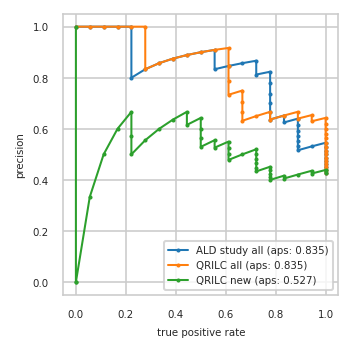 1.0
0.8
0.6
0.4
0.2
0.0
precision
0.0 0.2 0.4 0.6 0.8 1.0
true positive rate
ALD study all (aps: 0.835)
QRILC all (aps: 0.835)
QRILC new (aps: 0.527)